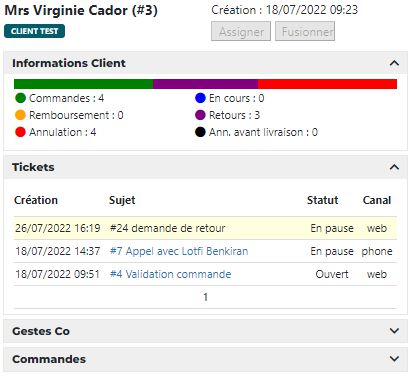 Mrs Virginie Cador (#3)
Création : 18/07/2022 09:23
CLIENT TEST
Assigner
Fusionner
Informations Client
Commandes : 4
En cours : 0
Remboursement : 0
Retours : 3
Annulation : 4
Ann. avant livraison : 0
Tickets
Création Sujet Statut Canal
26/07/2022 16:19 #24 demande de retour En pause web
18/07/2022 14:37 #7 Appel avec Lotfi Benkiran En pause phone
18/07/2022 09:51 #4 Validation commande Ouvert web
1
Gestes Co
Commandes